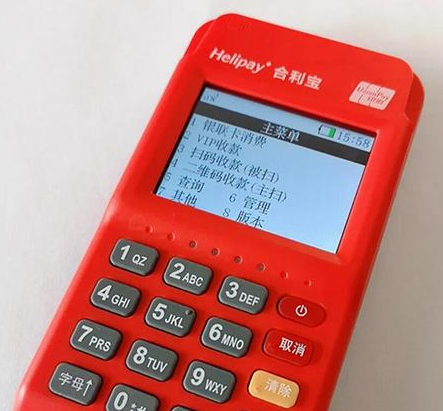 Helipay 合利宝
UnionPay
主菜单 15:58
1 银联卡消费
2 VIP收款
3 扫码收款(被扫)
4 二维码收款(主扫)
5 查询 6 管理
7 其他 8 版本
1 QZ 2 ABC 3 DEF
4 GHI 5 JKL 6 MNO 取消
7 PRS 8 TUV 9 WXY 清除
字母↑ 0